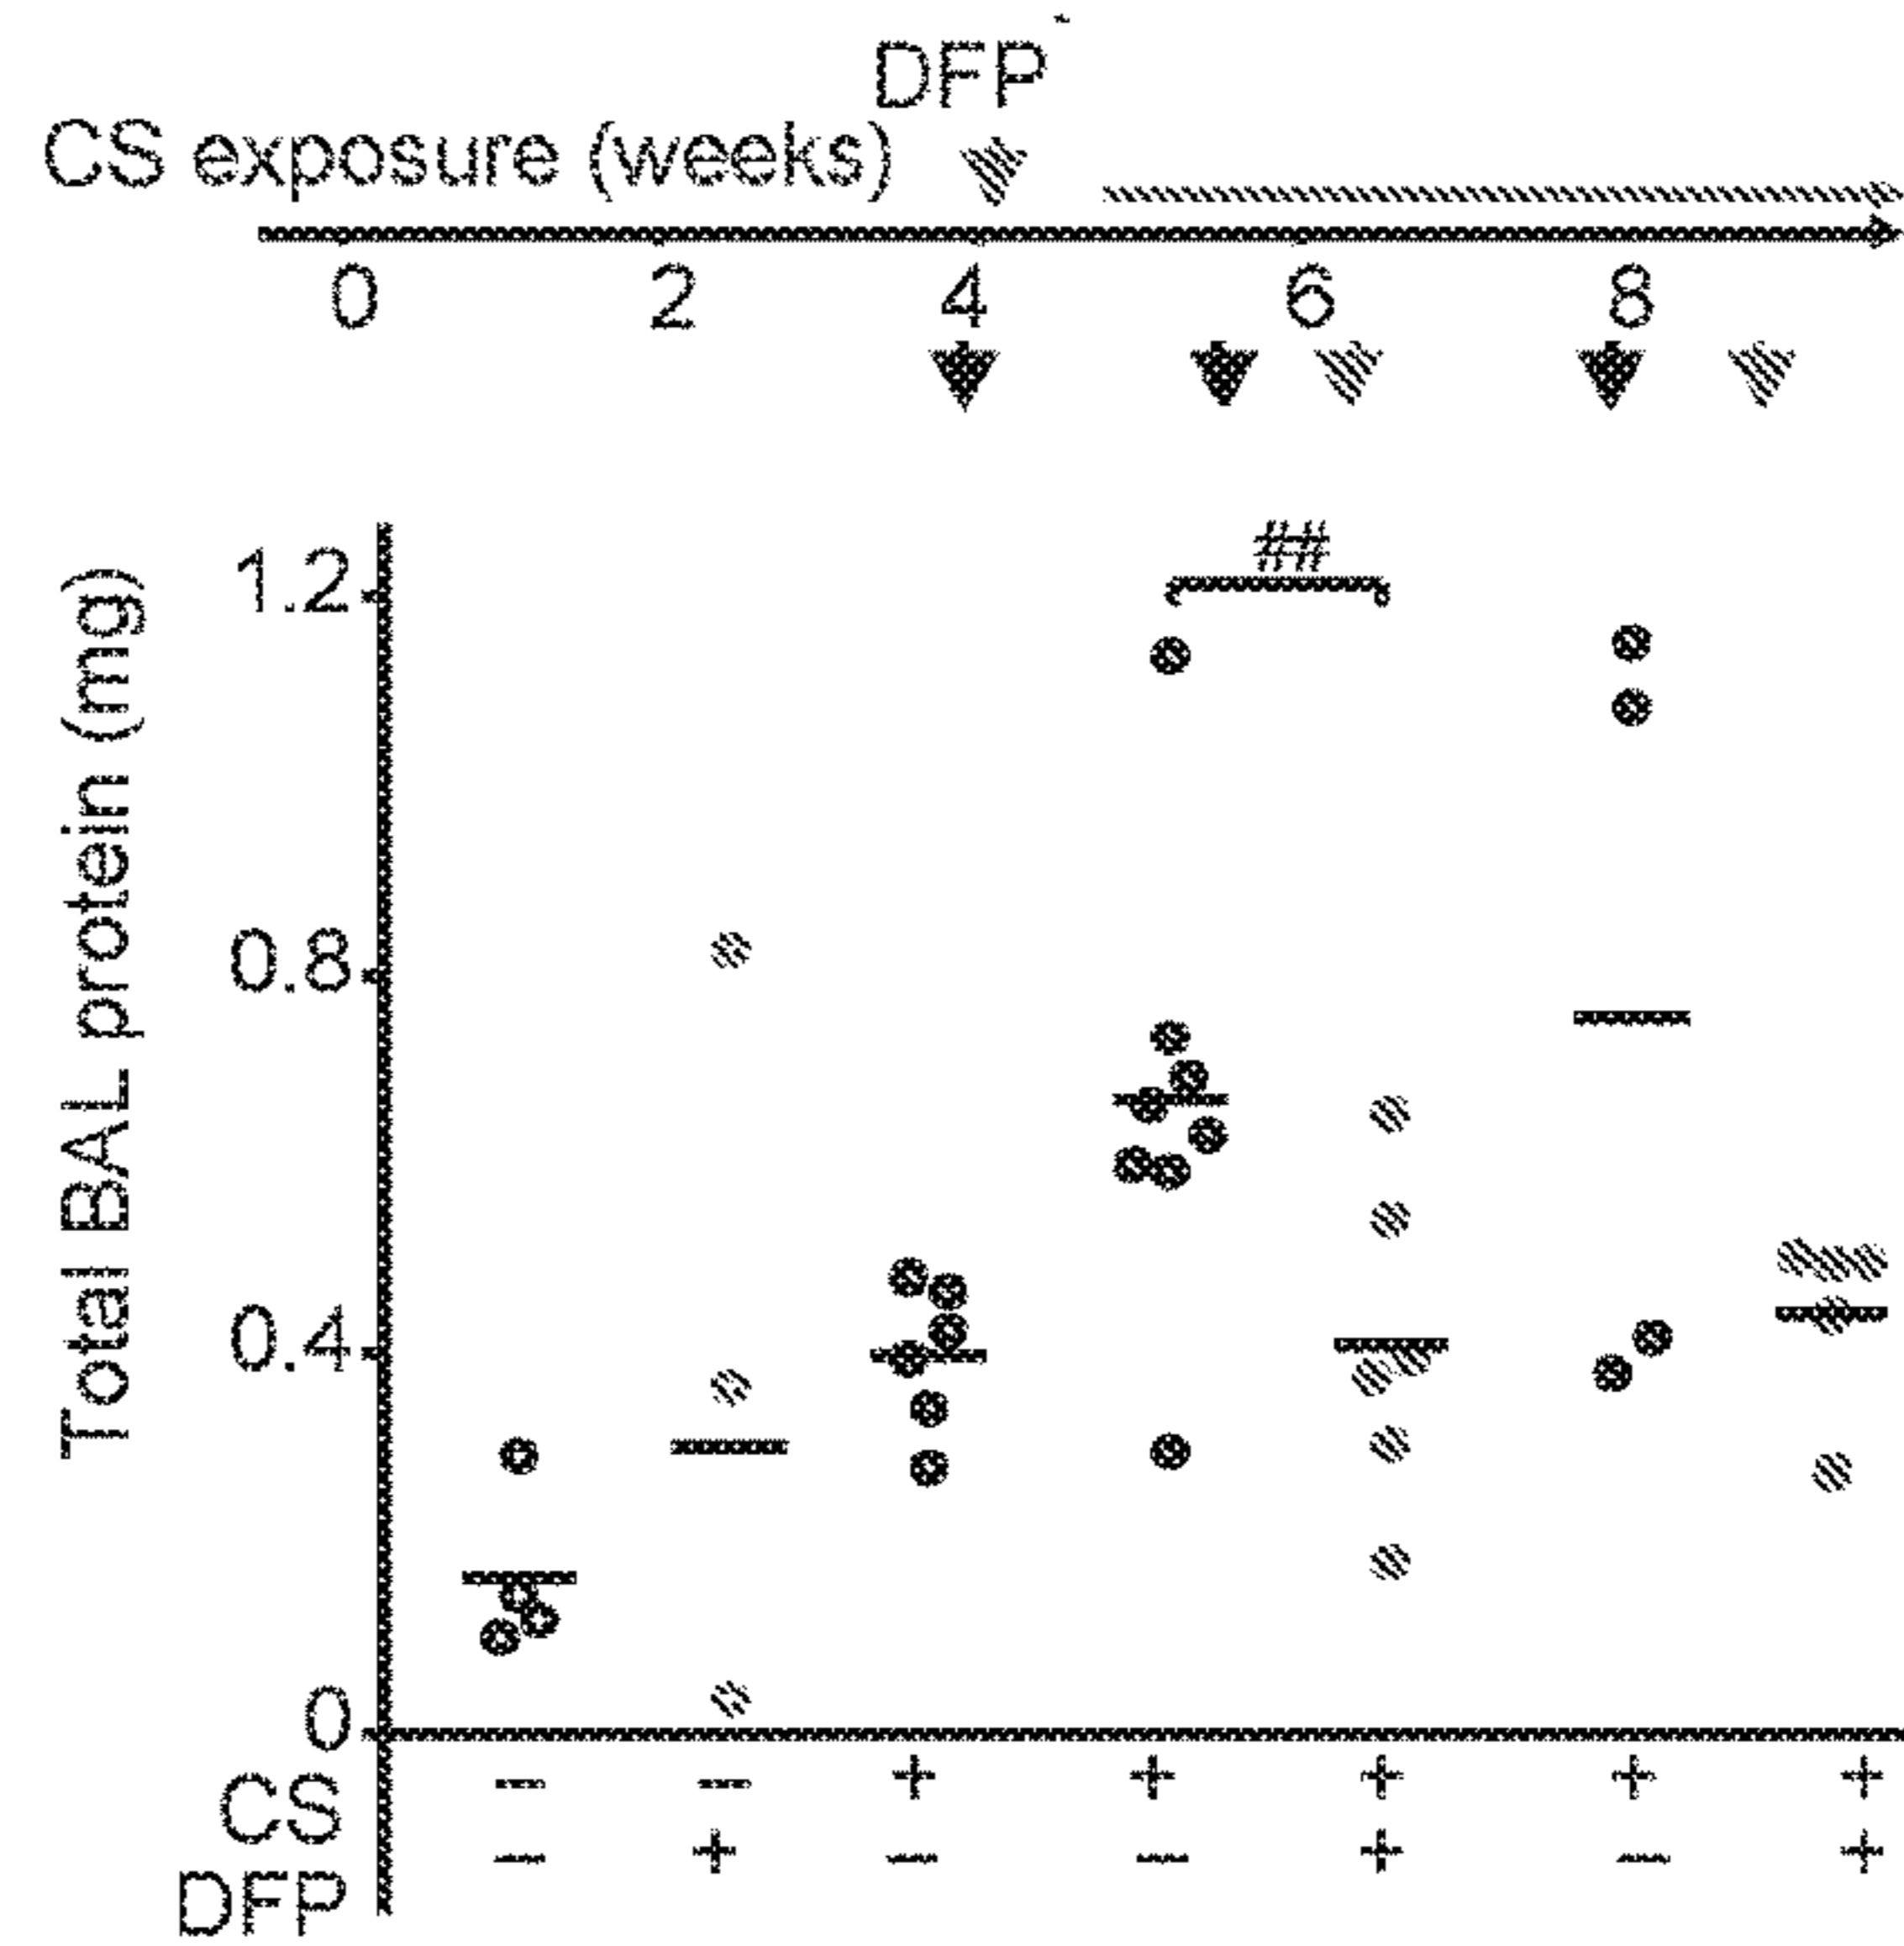 DFP
CS exposure (weeks)
0 2 4 6 8
Total BAL protein (mg)
##
1.2
0.8
0.4
0
CS − − + + + + +
DFP − + − − + − +